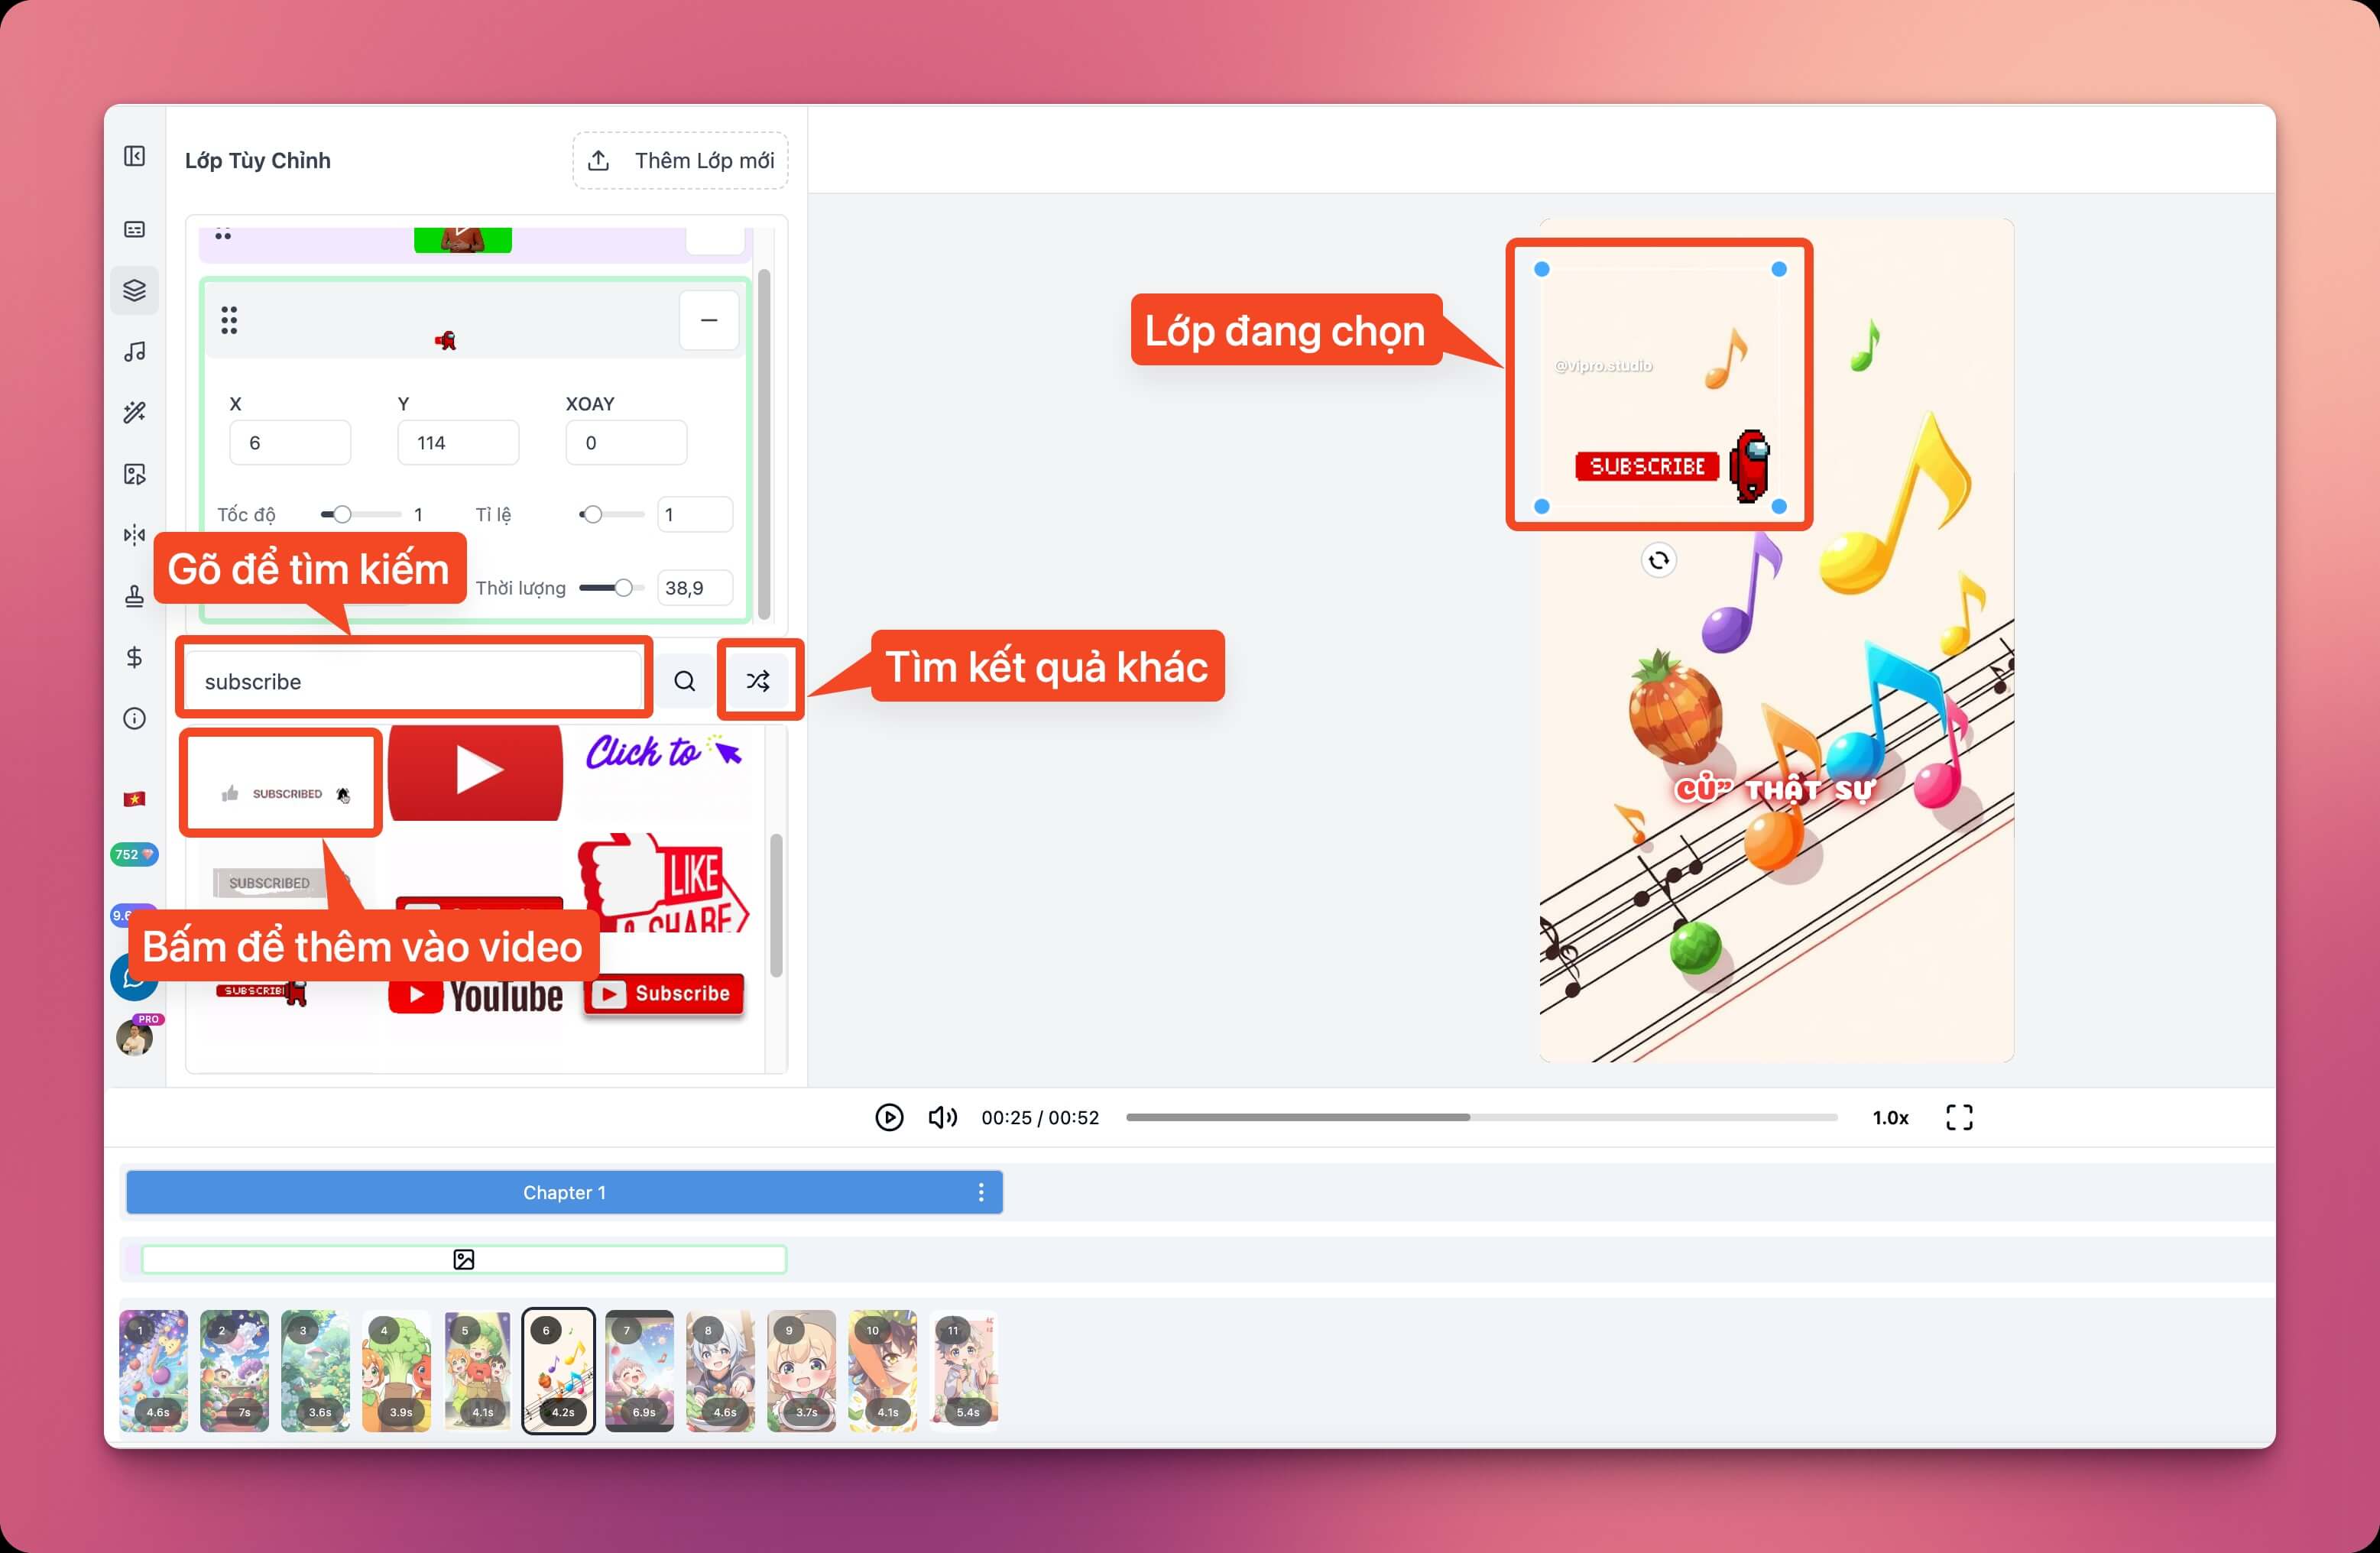 Lớp Tùy Chỉnh
Thêm Lớp mới
X
Y
XOAY
6
114
0
Tốc độ
1
Tỉ lệ
1
Gõ để tìm kiếm
Thời lượng
38,9
subscribe
Tìm kết quả khác
SUBSCRIBED
Click to
SUBSCRIBED
LIKE
& SHARE
Bấm để thêm vào video
SUBSCRIBE
YouTube
Subscribe
752
9.6
PRO
Lớp đang chọn
@vipro.studio
SUBSCRIBE
CỦ” THẬT SỰ
00:25 / 00:52
1.0x
Chapter 1
1
2
3
4
5
6
7
8
9
10
11
4.6s
7s
3.6s
3.9s
4.1s
4.2s
6.9s
4.6s
3.7s
4.1s
5.4s